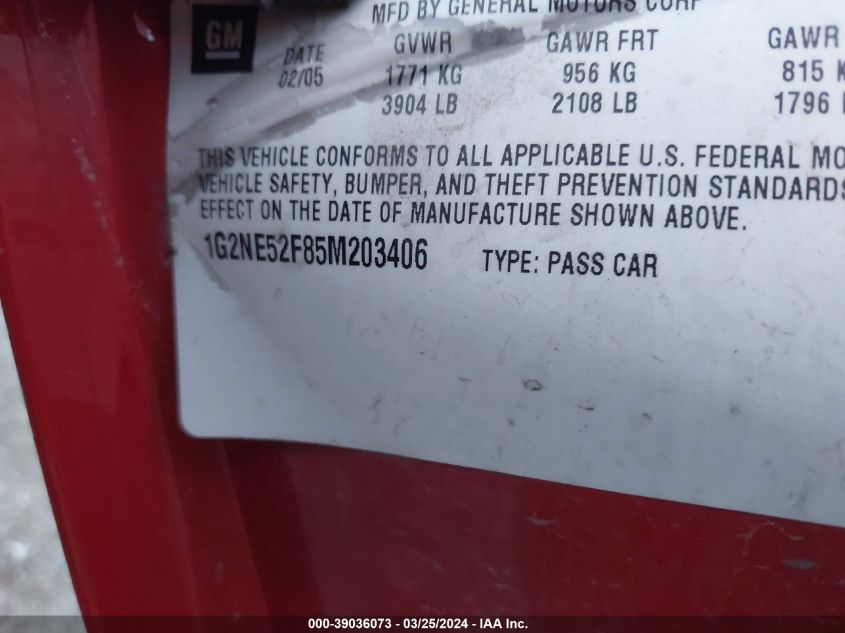 MFD BY GENERAL MOTORS CORP
GM
DATE GVWR GAWR FRT GAWR
02/05 1771 KG 956 KG 815 K
3904 LB 2108 LB 1796
THIS VEHICLE CONFORMS TO ALL APPLICABLE U.S. FEDERAL MO
VEHICLE SAFETY, BUMPER, AND THEFT PREVENTION STANDARDS
EFFECT ON THE DATE OF MANUFACTURE SHOWN ABOVE.
1G2NE52F85M203406 TYPE: PASS CAR
000-39036073 - 03/25/2024 - IAA Inc.